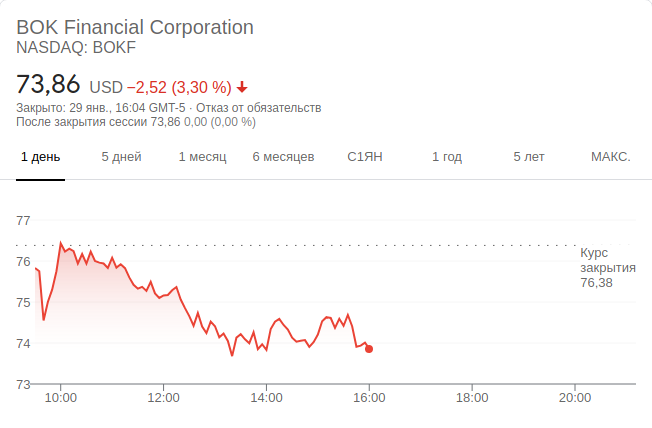 BOK Financial Corporation
NASDAQ: BOKF
73,86 USD −2,52 (3,30 %)
Закрыто: 29 янв., 16:04 GMT-5 · Отказ от обязательств
После закрытия сессии 73,86 0,00 (0,00 %)
1 день 5 дней 1 месяц 6 месяцев С1ЯН 1 год 5 лет МАКС.
77
76
75
74
73
Курс
закрытия
76,38
10:00 12:00 14:00 16:00 18:00 20:00